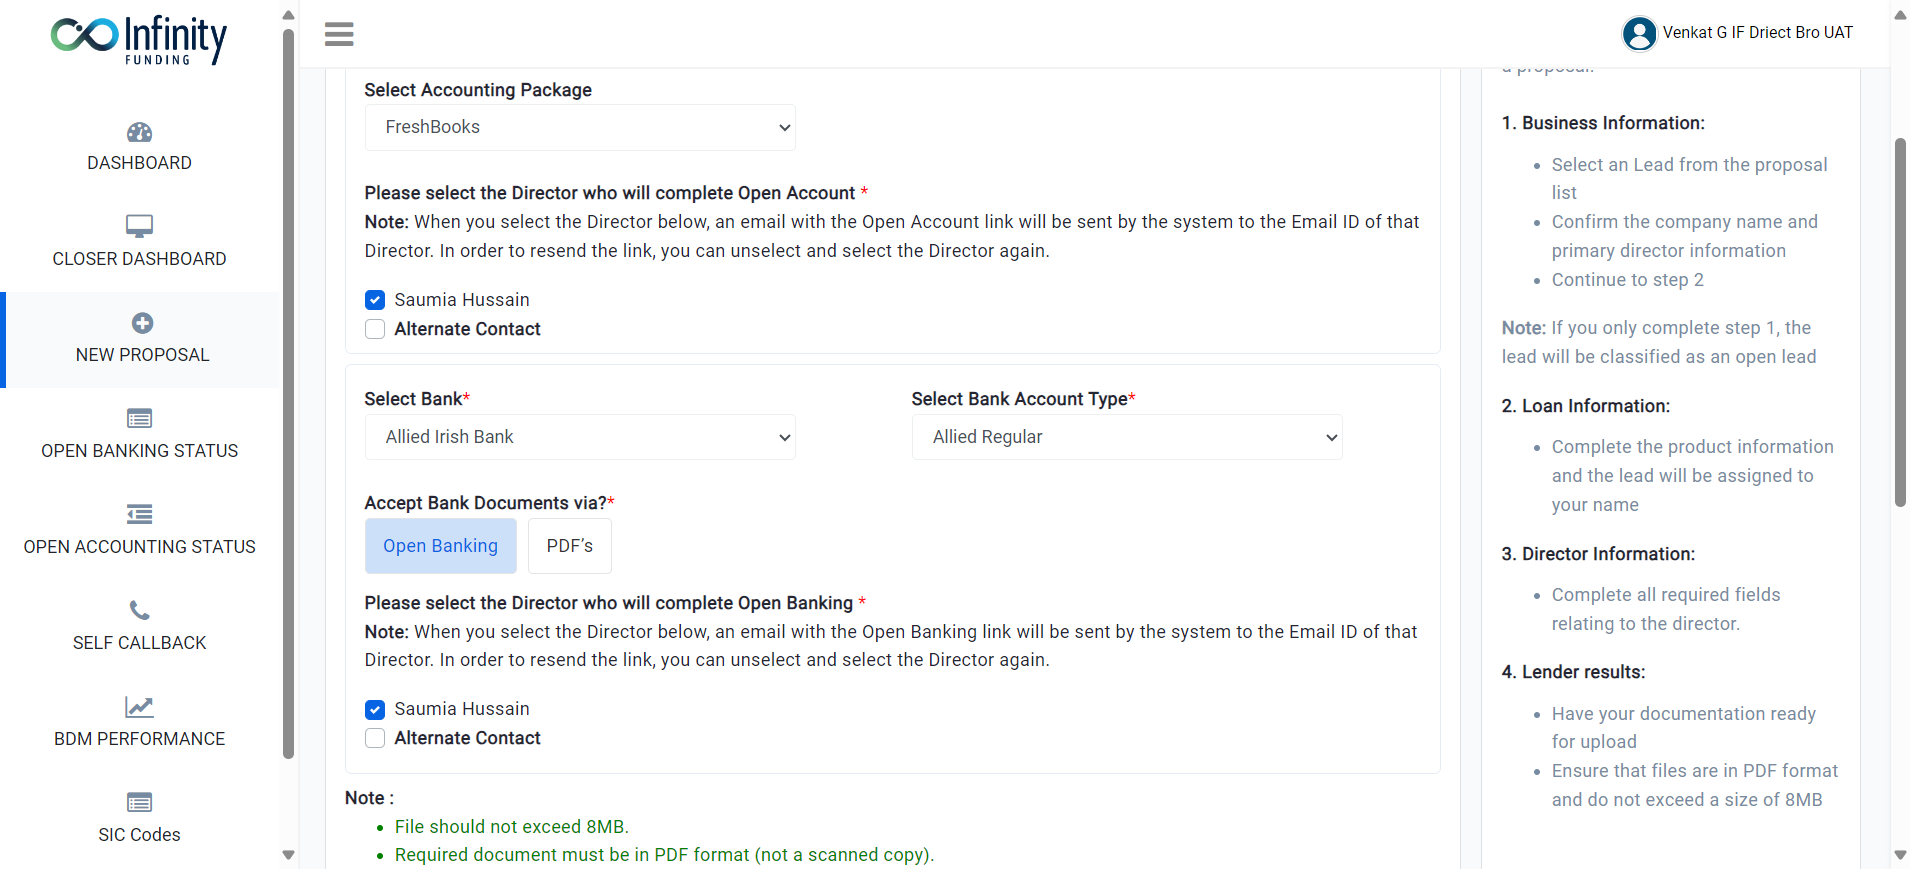 Infinity
FUNDING
DASHBOARD
CLOSER DASHBOARD
NEW PROPOSAL
OPEN BANKING STATUS
OPEN ACCOUNTING STATUS
SELF CALLBACK
BDM PERFORMANCE
SIC Codes
Venkat G IF Driect Bro UAT
Select Accounting Package
FreshBooks
Please select the Director who will complete Open Account *
Note: When you select the Director below, an email with the Open Account link will be sent by the system to the Email ID of that
Director. In order to resend the link, you can unselect and select the Director again.
Saumia Hussain
Alternate Contact
Select Bank*
Select Bank Account Type*
Allied Irish Bank
Allied Regular
Accept Bank Documents via?*
Open Banking
PDF’s
Please select the Director who will complete Open Banking *
Note: When you select the Director below, an email with the Open Banking link will be sent by the system to the Email ID of that
Director. In order to resend the link, you can unselect and select the Director again.
Saumia Hussain
Alternate Contact
Note :
File should not exceed 8MB.
Required document must be in PDF format (not a scanned copy).
a proposal.
1. Business Information:
Select an Lead from the proposal
list
Confirm the company name and
primary director information
Continue to step 2
Note: If you only complete step 1, the
lead will be classified as an open lead
2. Loan Information:
Complete the product information
and the lead will be assigned to
your name
3. Director Information:
Complete all required fields
relating to the director.
4. Lender results:
Have your documentation ready
for upload
Ensure that files are in PDF format
and do not exceed a size of 8MB